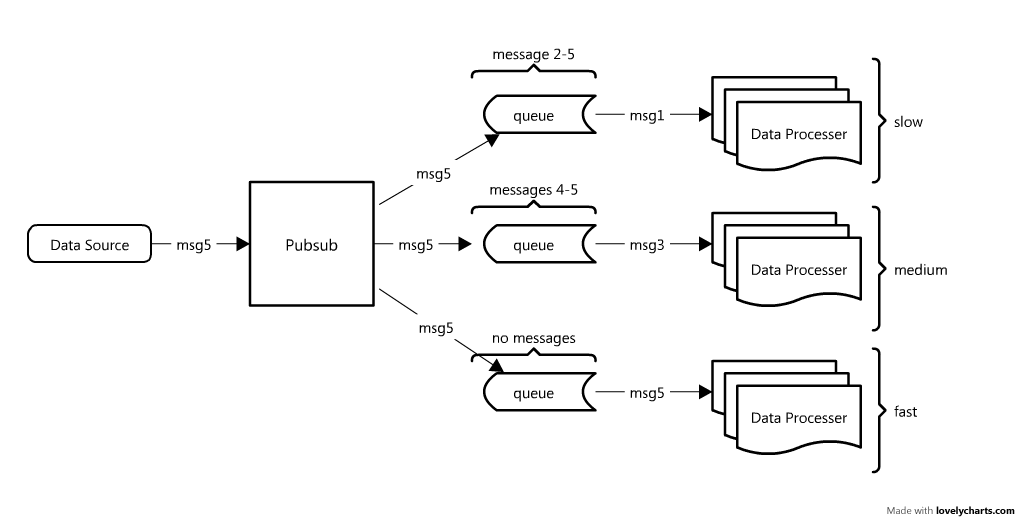 message 2-5
queue
msg1
Data Processer
slow
msg5
messages 4-5
Data Source
msg5
Pubsub
msg5
queue
msg3
Data Processer
medium
msg5
no messages
queue
msg5
Data Processer
fast
Made with lovelycharts.com